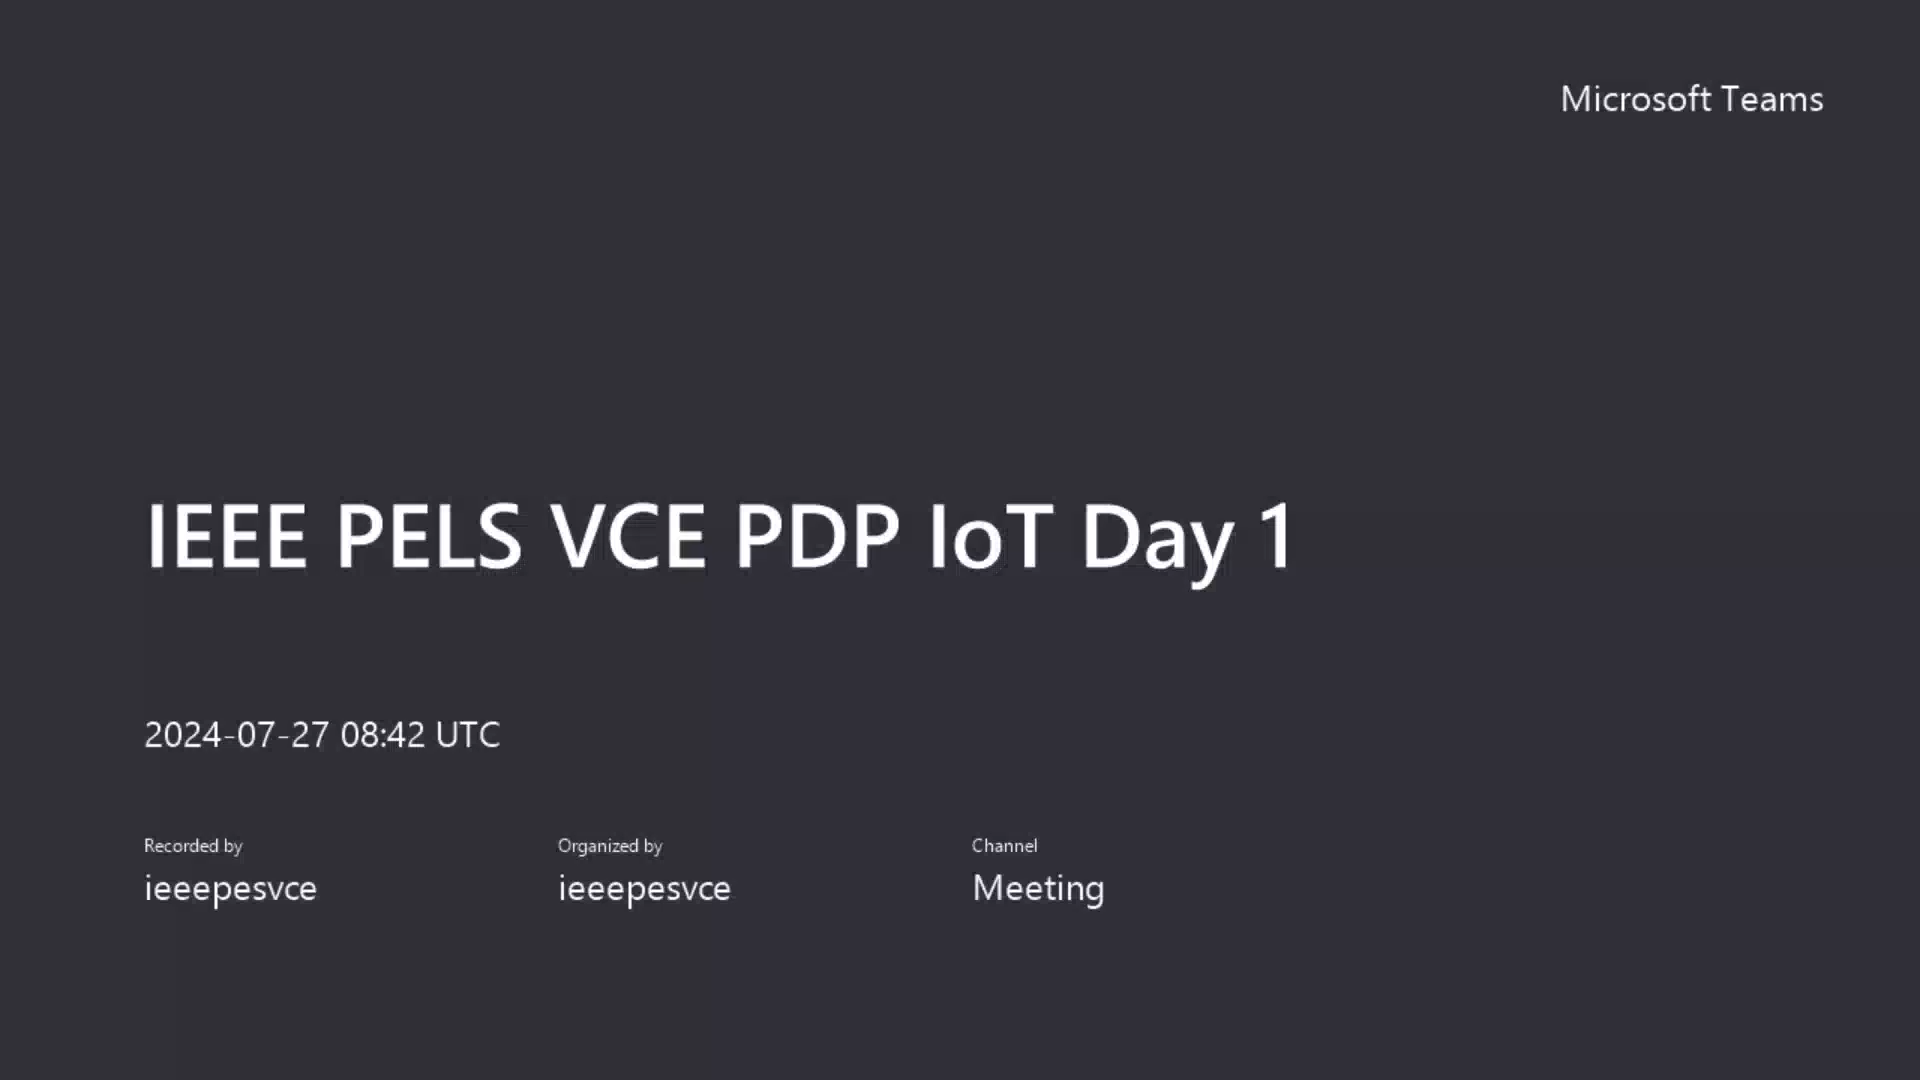 Microsoft Teams
IEEE PELS VCE PDP IoT Day 1
2024-07-27 08:42 UTC
Recorded by
ieeepesvce
Organized by
ieeepesvce
Channel
Meeting